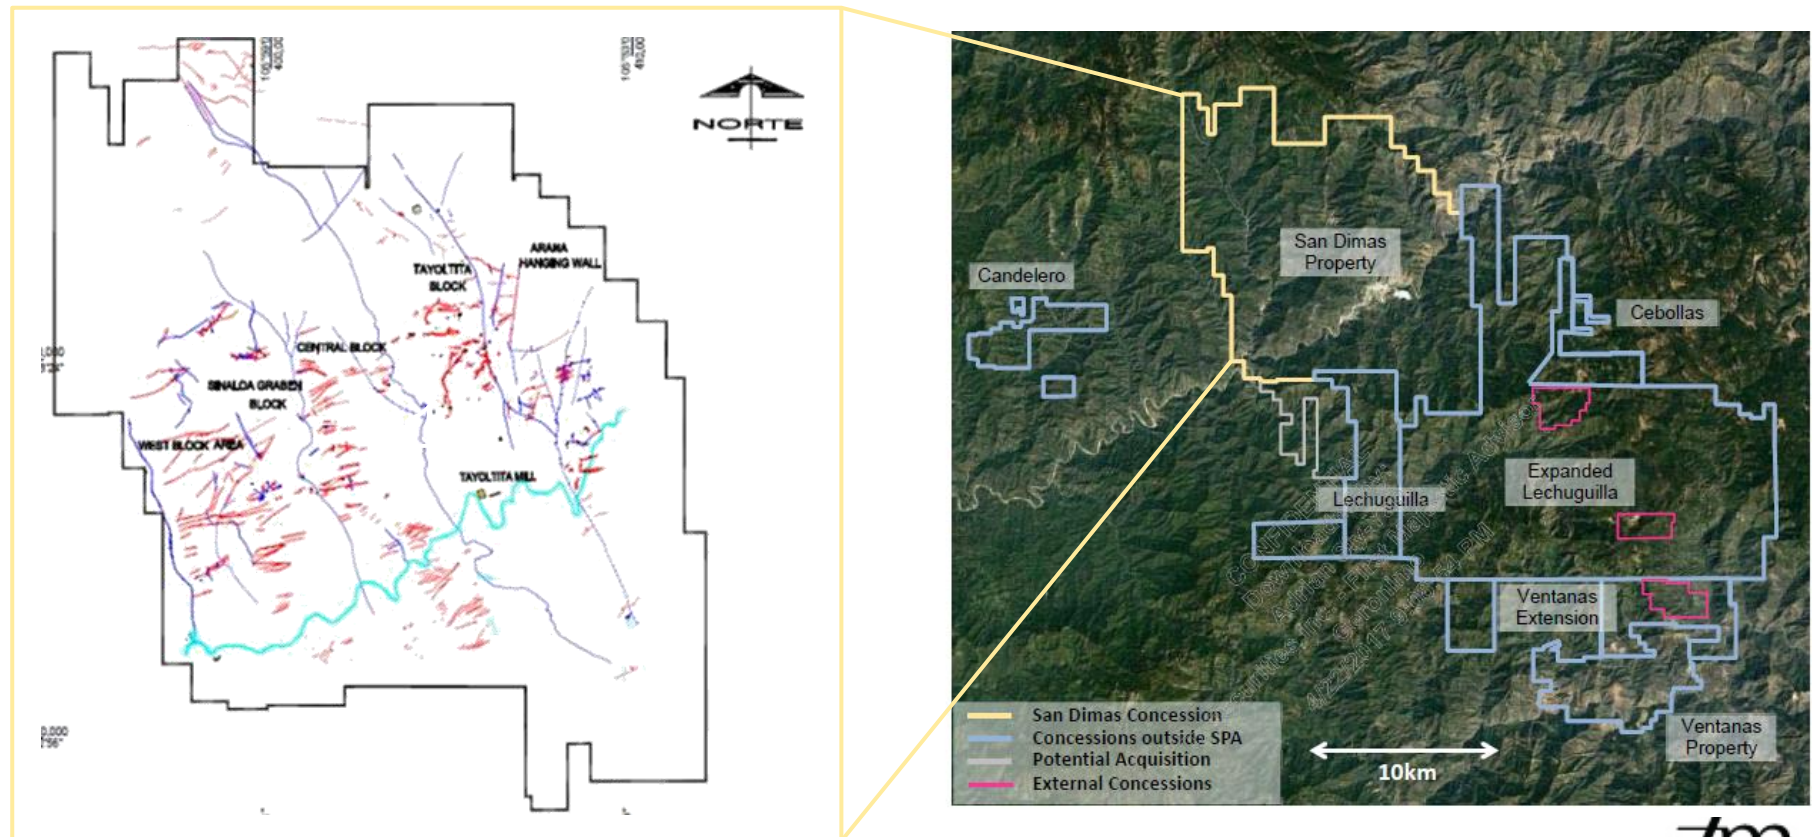 NORTE
ARANA
HANGING WALL
TAYOLTITA
BLOCK
CENTRAL BLOCK
SINALOA GRABEN
BLOCK
WEST BLOCK AREA
TAYOLTITA MILL
San Dimas
Property
Candelero
Cebollas
Expanded
Lechuguilla
Lechuguilla
Ventanas
Extension
Ventanas
Property
San Dimas Concession
Concessions outside SPA
Potential Acquisition
External Concessions
10km